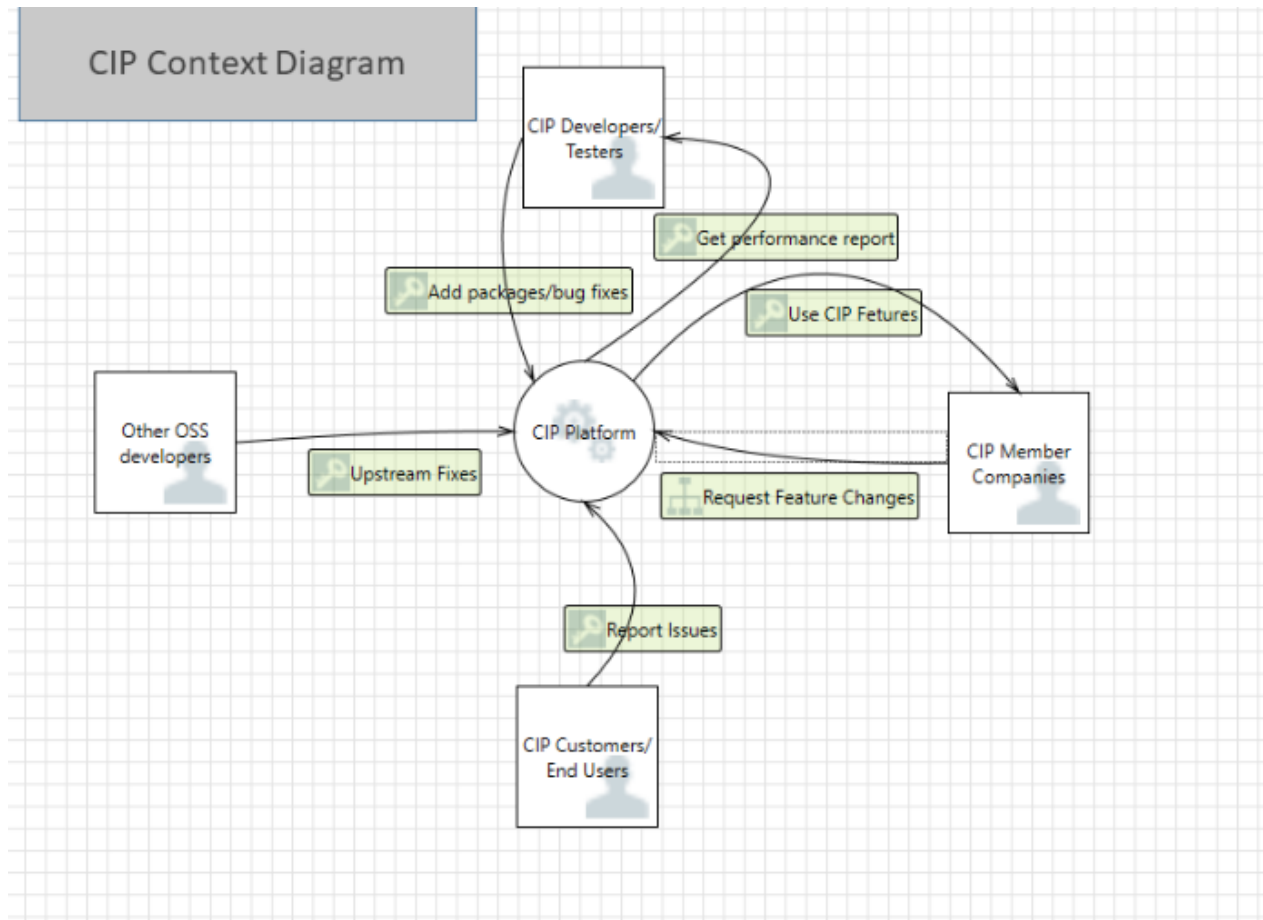 CIP Context Diagram
CIP Developers/
Testers
Get performance report
Add packages/bug fixes
Use CIP Fetures
Other OSS
developers
CIP Platform
CIP Member
Companies
Upstream Fixes
Request Feature Changes
Report Issues
CIP Customers/
End Users